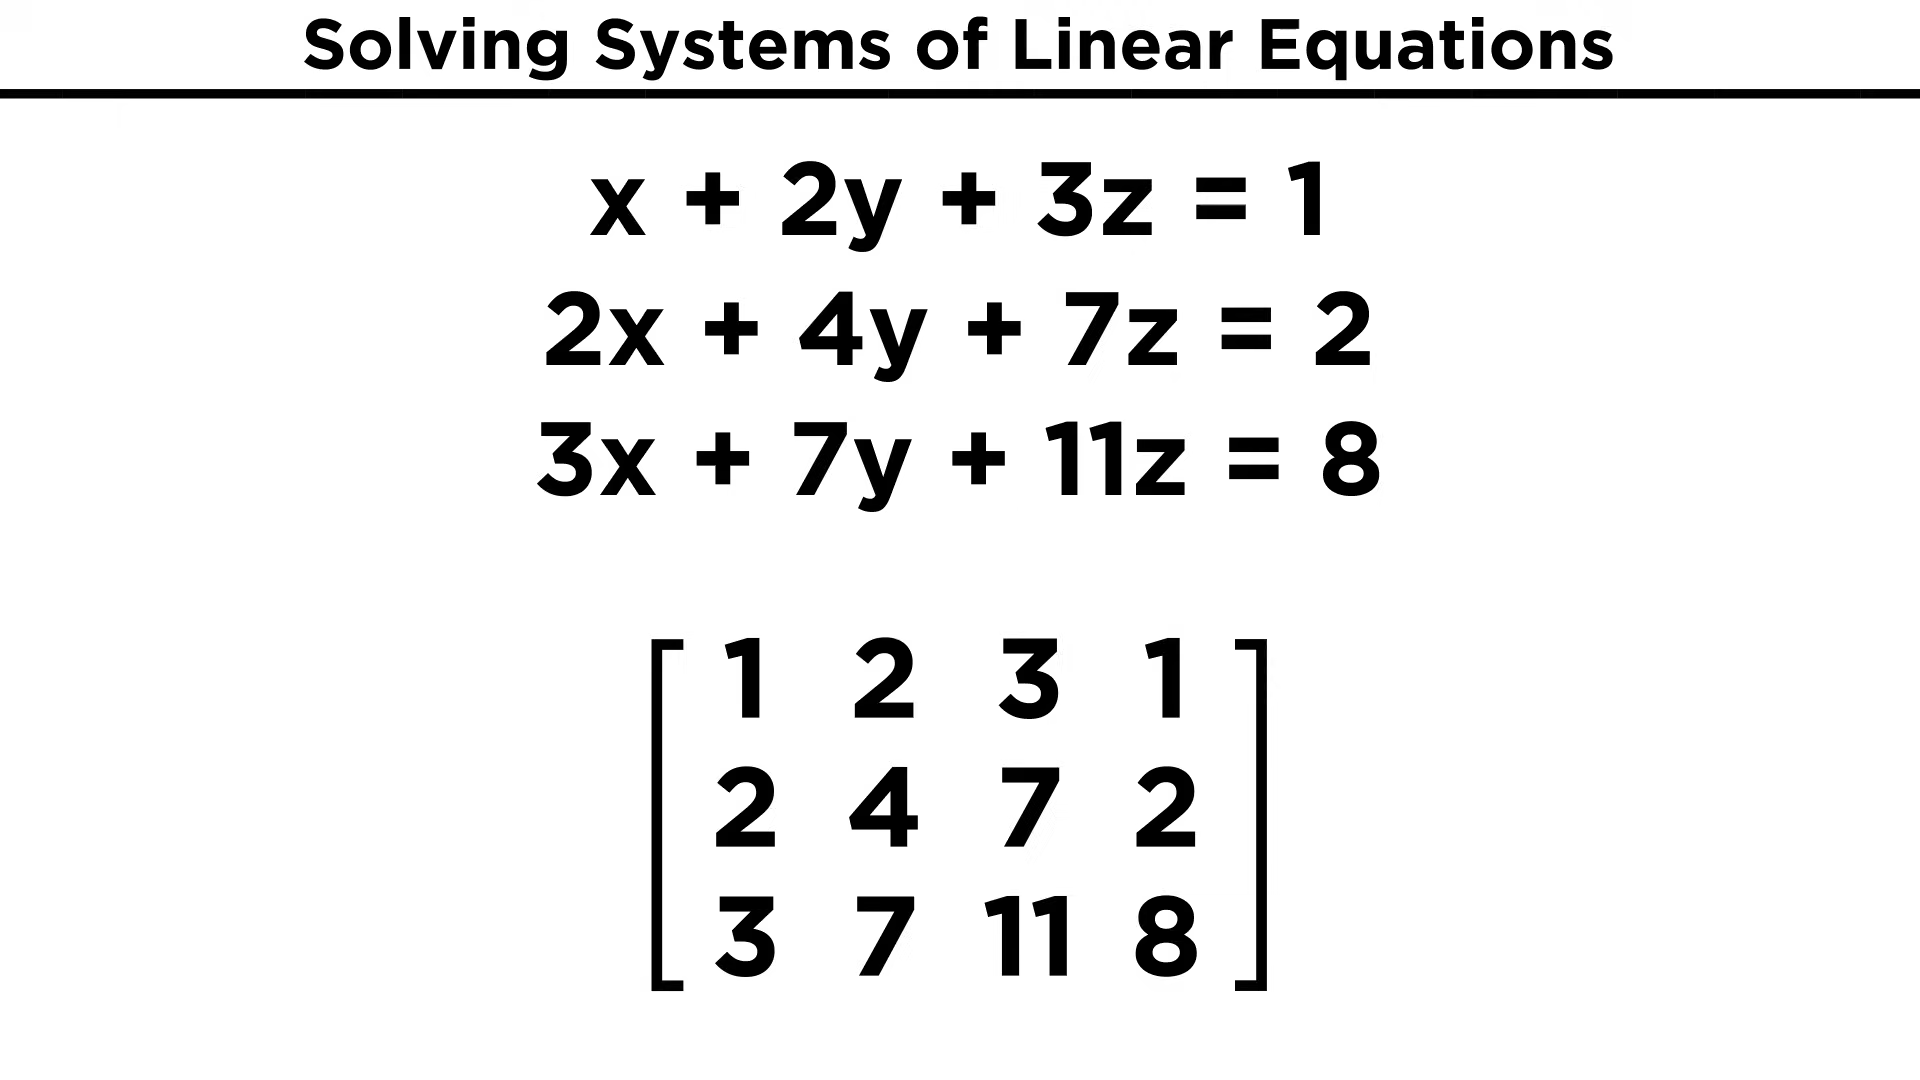 Solving Systems of Linear Equations
x + 2y + 3z = 1
2x + 4y + 7z = 2
3x + 7y + 11z = 8
1 2 3 1
2 4 7 2
3 7 11 8